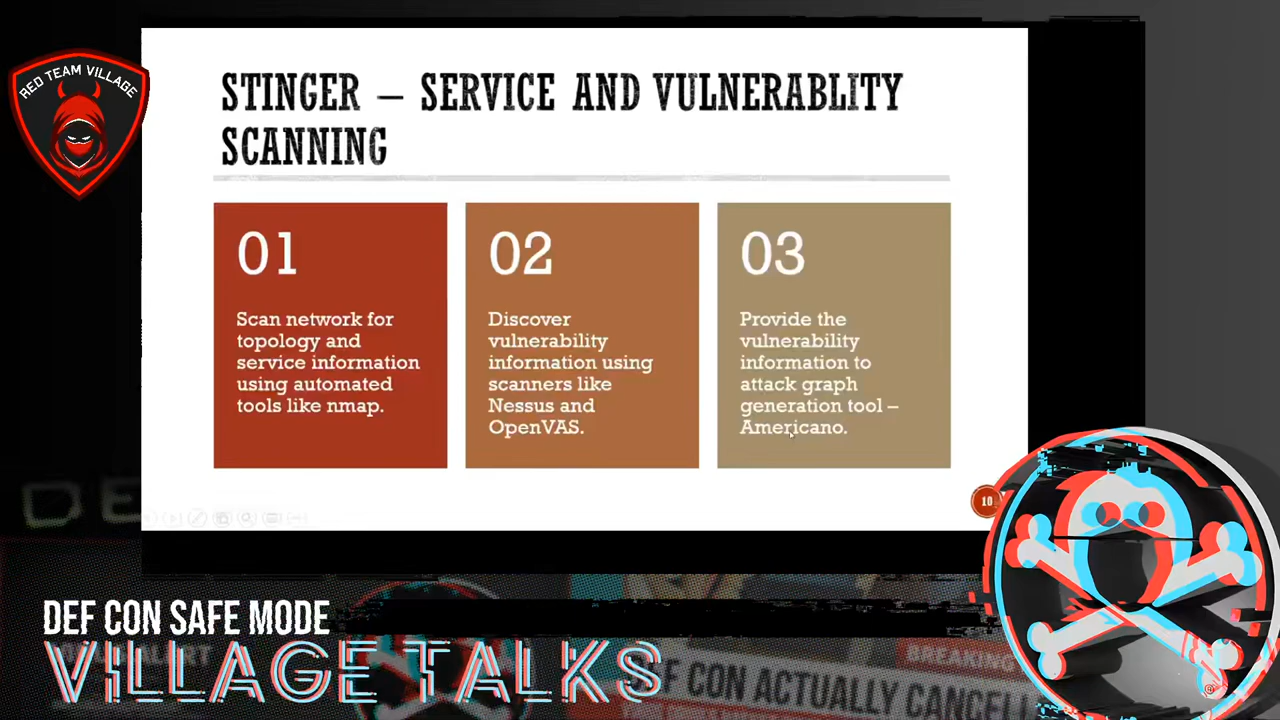 RED TEAM VILLAGE
STINGER – SERVICE AND VULNERABLITY
SCANNING
01
Scan network for
topology and
service information
using automated
tools like nmap.
02
Discover
vulnerability
information using
scanners like
Nessus and
OpenVAS.
03
Provide the
vulnerability
information to
attack graph
generation tool –
Americano.
10
DEF CON SAFE MODE
VILLAGE TALKS
BREAKING
DEF CON ACTUALLY